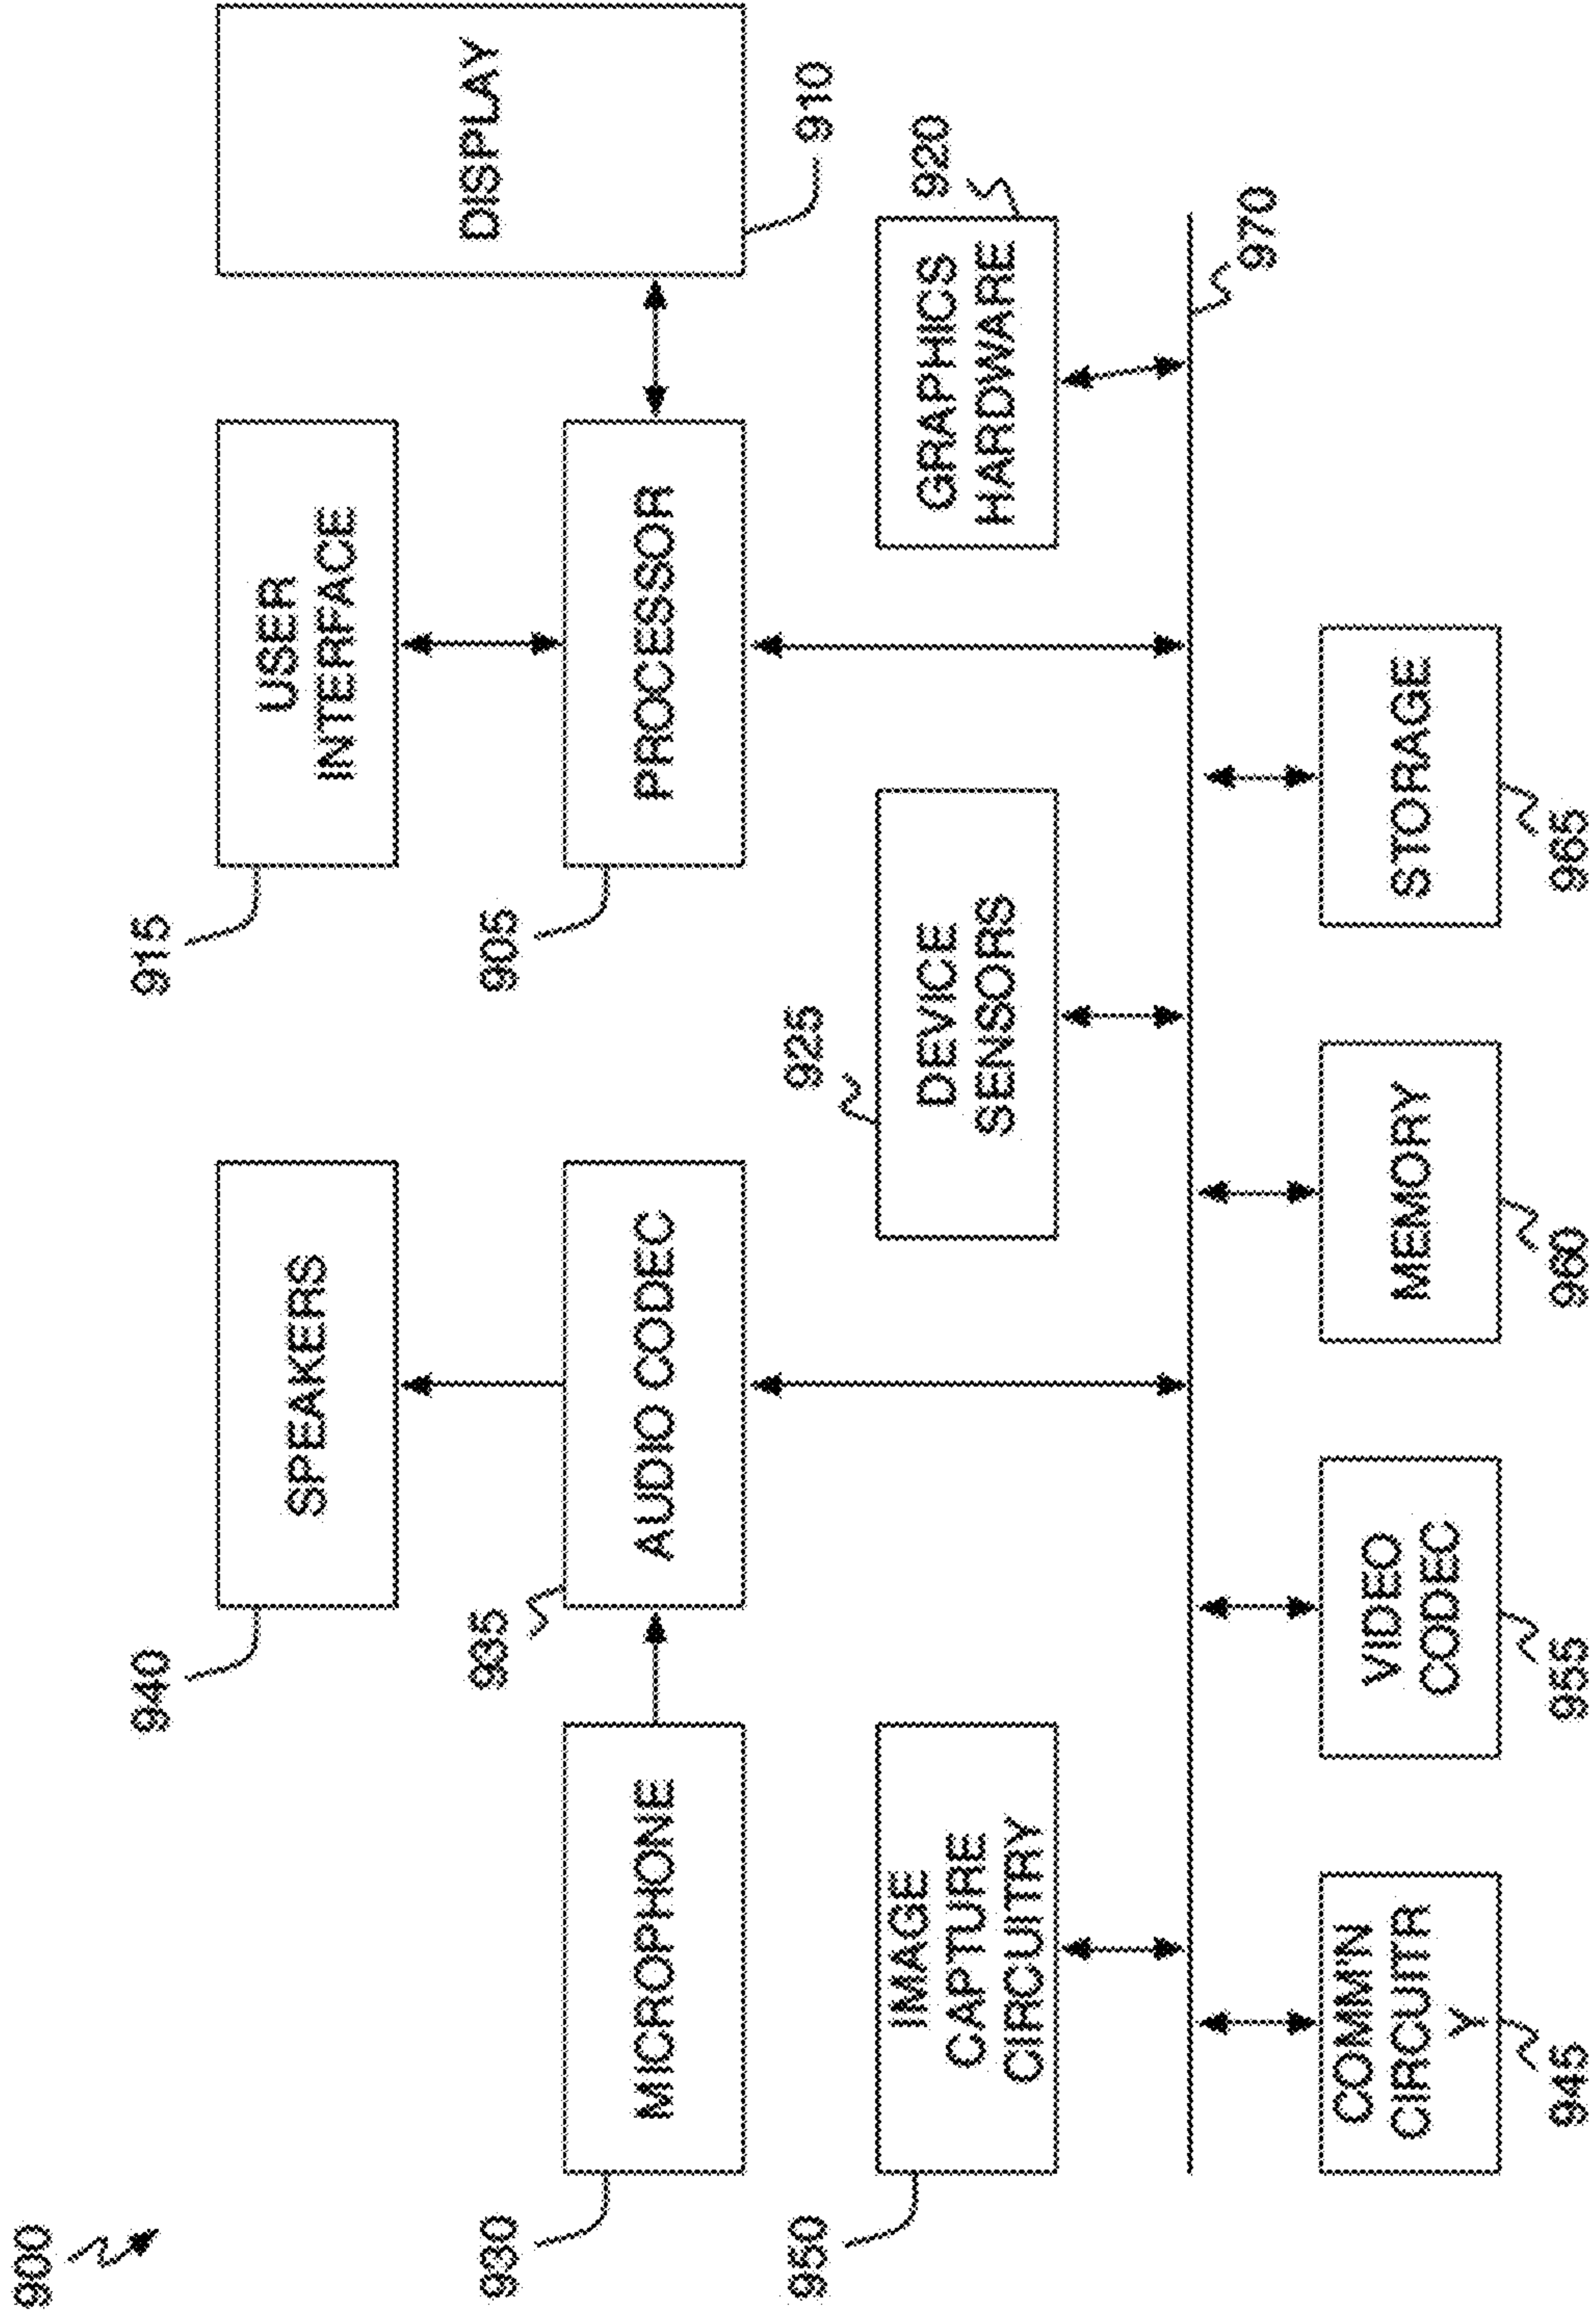 900
940
SPEAKERS
915
USER
INTERFACE
DISPLAY
930
MICROPHONE
935
AUDIO CODEC
905
PROCESSOR
910
950
IMAGE
CAPTURE
CIRCUITRY
925
DEVICE
SENSORS
GRAPHICS
HARDWARE
920
970
COMMN
CIRCUITR
Y
945
VIDEO
CODEC
955
MEMORY
960
STORAGE
965